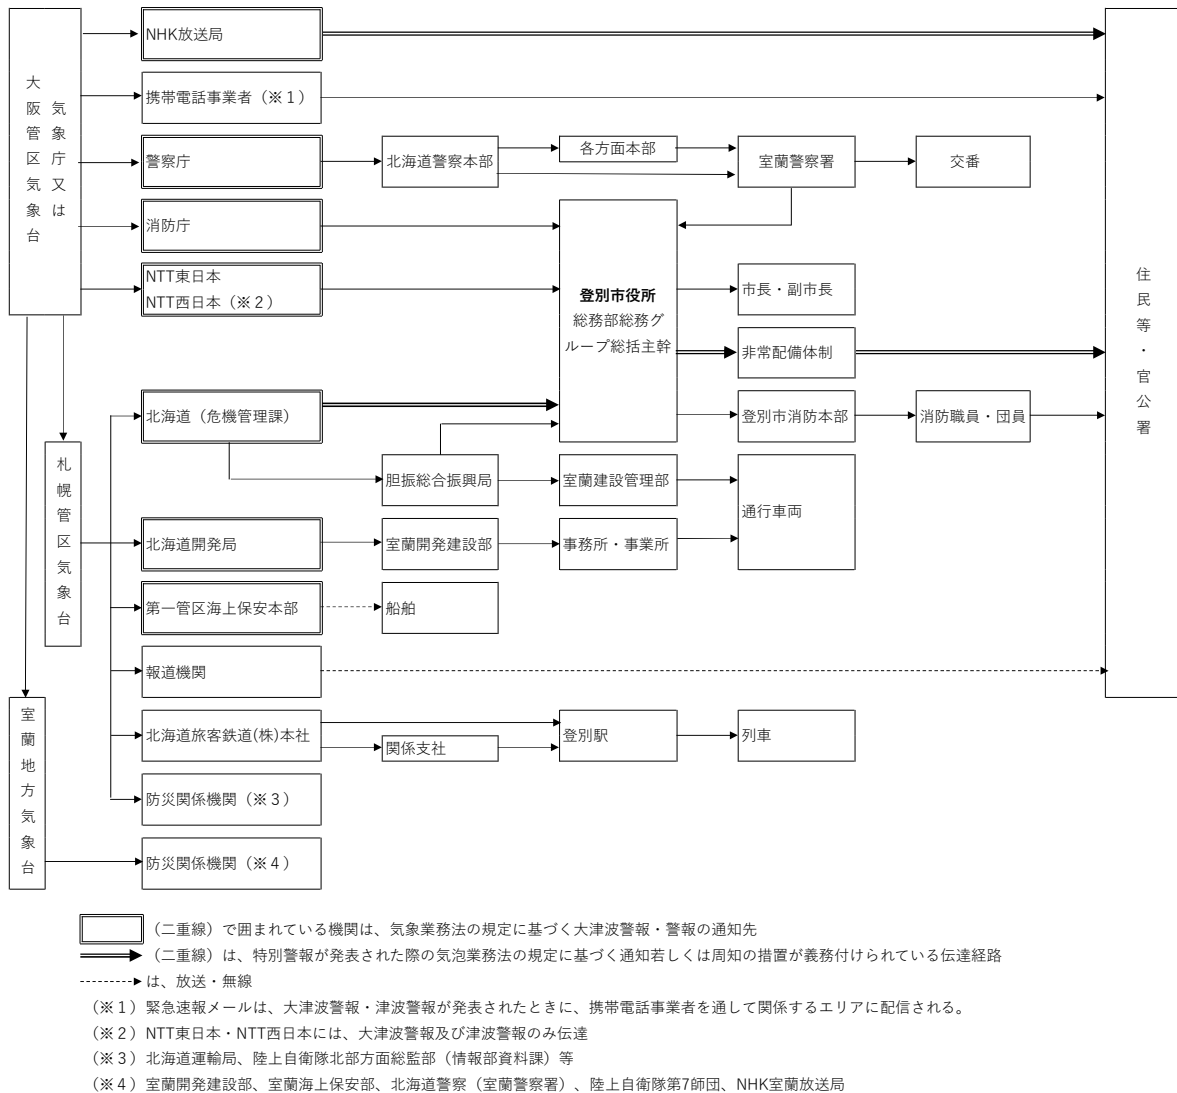 気象庁又は
大阪管区気象台
札幌管区気象台
室蘭地方気象台
NHK放送局
携帯電話事業者（※１）
警察庁
北海道警察本部
各方面本部
室蘭警察署
交番
消防庁
NTT東日本
NTT西日本（※２）
登別市役所
総務部総務グ
ループ総括主幹
市長・副市長
非常配備体制
北海道（危機管理課）
登別市消防本部
消防職員・団員
胆振総合振興局
室蘭建設管理部
通行車両
北海道開発局
室蘭開発建設部
事務所・事業所
第一管区海上保安本部
船舶
報道機関
北海道旅客鉄道(株)本社
関係支社
登別駅
列車
防災関係機関（※３）
防災関係機関（※４）
住民等・官公署
（二重線）で囲まれている機関は、気象業務法の規定に基づく大津波警報・警報の通知先
（二重線）は、特別警報が発表された際の気泡業務法の規定に基づく通知若しくは周知の措置が義務付けられている伝達経路
は、放送・無線
（※１）緊急速報メールは、大津波警報・津波警報が発表されたときに、携帯電話事業者を通して関係するエリアに配信される。
（※２）NTT東日本・NTT西日本には、大津波警報及び津波警報のみ伝達
（※３）北海道運輸局、陸上自衛隊北部方面総監部（情報部資料課）等
（※４）室蘭開発建設部、室蘭海上保安部、北海道警察（室蘭警察署）、陸上自衛隊第7師団、NHK室蘭放送局